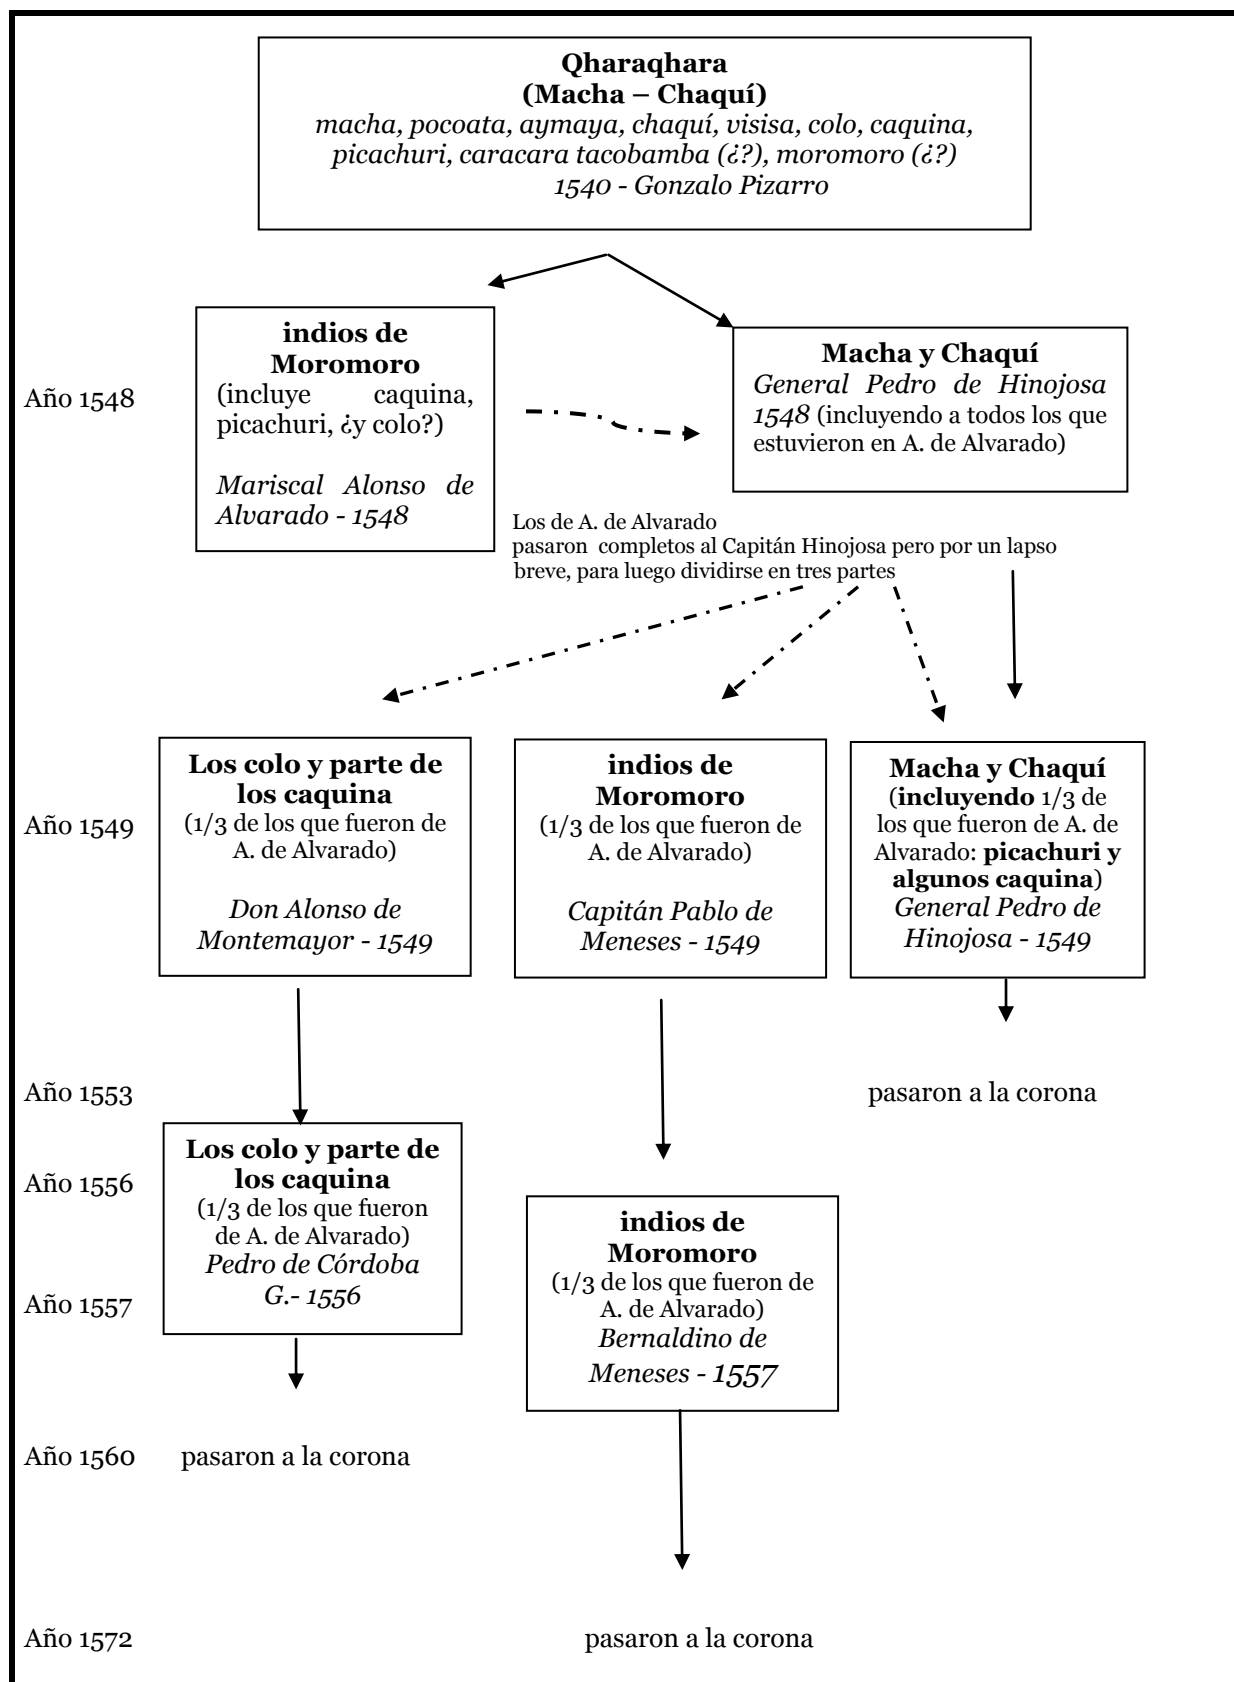 Qharaqhara
(Macha – Chaquí)
macha, pocoata, aymaya, chaquí, visisa, colo, caquina,
picachuri, caracara tacobamba (¿?), moromoro (¿?)
1540 - Gonzalo Pizarro
Año 1548
indios de
Moromoro
(incluye caquina,
picachuri, ¿y colo?)
Mariscal Alonso de
Alvarado - 1548
Macha y Chaquí
General Pedro de Hinojosa
1548 (incluyendo a todos los que
estuvieron en A. de Alvarado)
Los de A. de Alvarado
pasaron completos al Capitán Hinojosa pero por un lapso
breve, para luego dividirse en tres partes
Año 1549
Los colo y parte de
los caquina
(1/3 de los que fueron de
A. de Alvarado)
Don Alonso de
Montemayor - 1549
indios de
Moromoro
(1/3 de los que fueron de
A. de Alvarado)
Capitán Pablo de
Meneses - 1549
Macha y Chaquí
(incluyendo 1/3 de
los que fueron de A. de
Alvarado: picachuri y
algunos caquina)
General Pedro de
Hinojosa - 1549
Año 1553
pasaron a la corona
Año 1556
Los colo y parte de
los caquina
(1/3 de los que fueron
de A. de Alvarado)
Pedro de Córdoba
G.- 1556
Año 1557
indios de
Moromoro
(1/3 de los que fueron de
A. de Alvarado)
Bernaldino de
Meneses - 1557
Año 1560
pasaron a la corona
Año 1572
pasaron a la corona